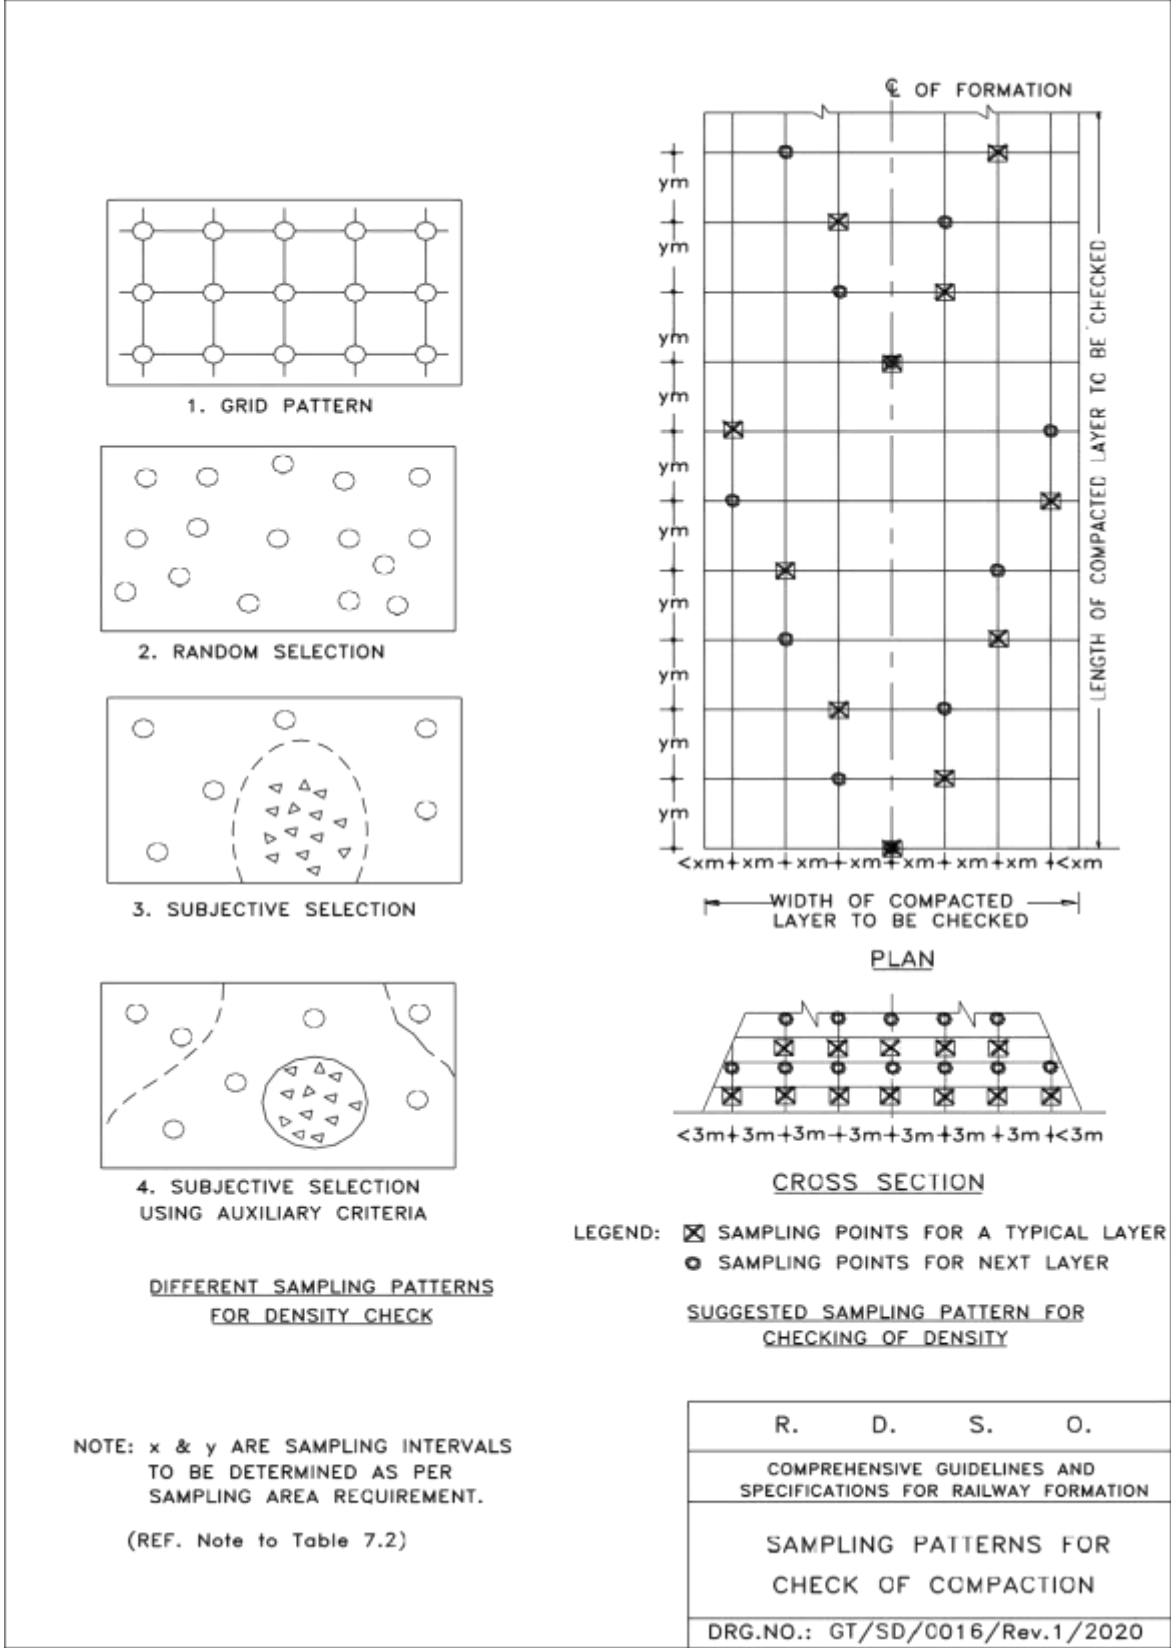 1. GRID PATTERN
2. RANDOM SELECTION
3. SUBJECTIVE SELECTION
4. SUBJECTIVE SELECTION
USING AUXILIARY CRITERIA
DIFFERENT SAMPLING PATTERNS
FOR DENSITY CHECK
NOTE: x & y ARE SAMPLING INTERVALS
TO BE DETERMINED AS PER
SAMPLING AREA REQUIREMENT.
(REF. Note to Table 7.2)
℄ OF FORMATION
ym
ym
ym
ym
ym
ym
ym
ym
ym
ym
LENGTH OF COMPACTED LAYER TO BE CHECKED
<xm+xm+xm+xm+xm+xm+xm+<xm
WIDTH OF COMPACTED
LAYER TO BE CHECKED
PLAN
<3m+3m+3m+3m+3m+3m+3m+<3m
CROSS SECTION
LEGEND: SAMPLING POINTS FOR A TYPICAL LAYER
SAMPLING POINTS FOR NEXT LAYER
SUGGESTED SAMPLING PATTERN FOR
CHECKING OF DENSITY
R. D. S. O.
COMPREHENSIVE GUIDELINES AND
SPECIFICATIONS FOR RAILWAY FORMATION
SAMPLING PATTERNS FOR
CHECK OF COMPACTION
DRG.NO.: GT/SD/0016/Rev.1/2020